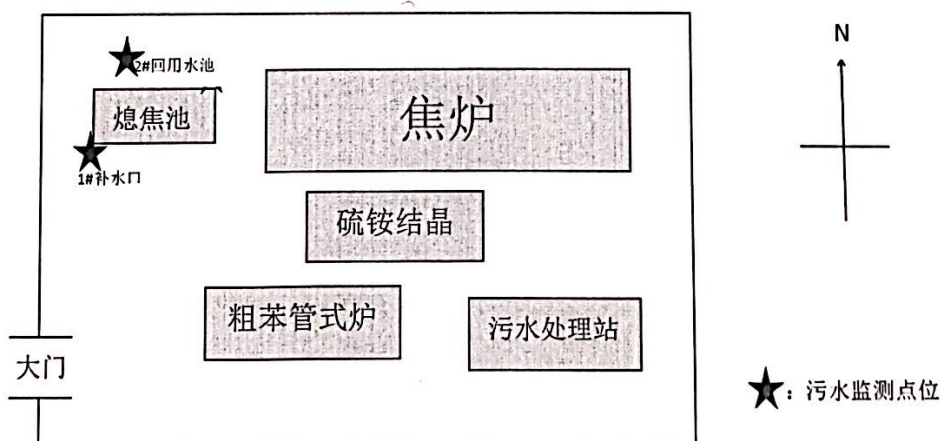 N
2#回用水池
熄焦池
焦炉
1#补水口
硫铵结晶
粗苯管式炉
污水处理站
大门
★：污水监测点位